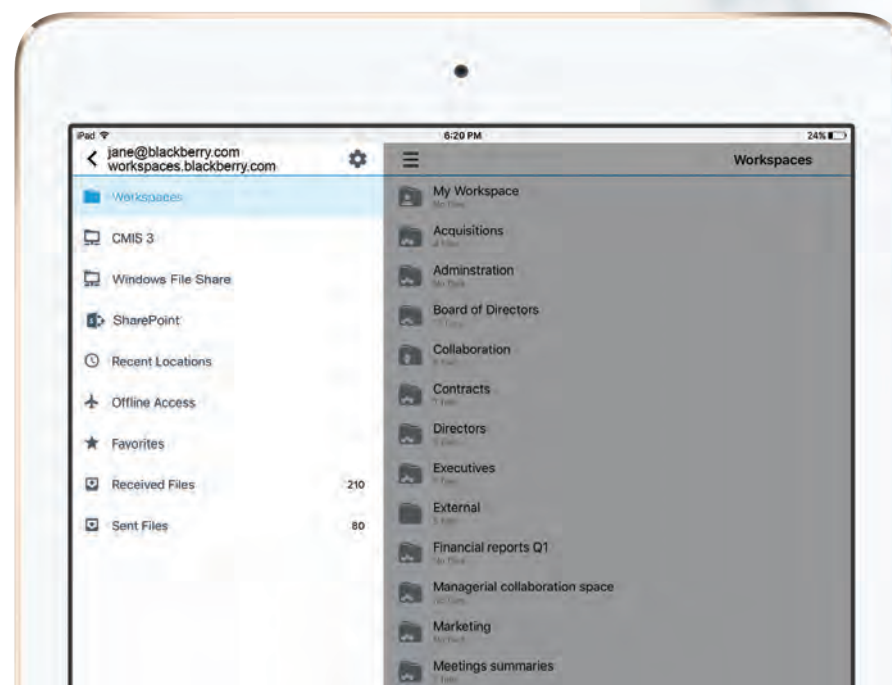 iPad
6:20 PM
24%
jane@blackberry.com
workspaces.blackberry.com
Workspaces
CMIS 3
Windows File Share
SharePoint
Recent Locations
Offline Access
Favorites
Received Files 210
Sent Files 80
Workspaces
My Workspace
No files
Acquisitions
Adminstration
Board of Directors
Collaboration
Contracts
Directors
Executives
External
Financial reports Q1
Managerial collaboration space
Marketing
Meetings summaries